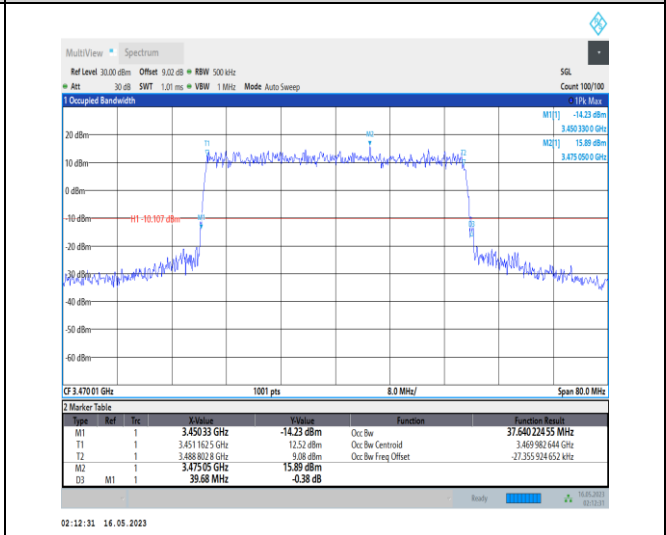 MultiView Spectrum
Ref Level 30.00 dBm Offset 9.02 dB RBW 500 kHz SGL
Att 30 dB SWT 1.01 ms VBW 1 MHz Mode Auto Sweep Count 100/100
1 Occupied Bandwidth 1Pk Max
M1[1] -14.23 dBm
3.450 330 0 GHz
M2[1] 15.89 dBm
3.475 050 0 GHz
20 dBm
M2
T1
T2
10 dBm
0 dBm
-10 dBm
H1 -10.107 dBm
M1
D3
-20 dBm
-30 dBm
-40 dBm
-50 dBm
-60 dBm
CF 3.470 01 GHz 1001 pts 8.0 MHz/ Span 80.0 MHz
2 Marker Table
Type Ref Trc X-Value Y-Value Function Function Result
M1 1 3.450 33 GHz -14.23 dBm Occ Bw 37.640 224 55 MHz
T1 1 3.451 162 5 GHz 12.52 dBm Occ Bw Centroid 3.469 982 644 GHz
T2 1 3.488 802 8 GHz 9.08 dBm Occ Bw Freq Offset -27.355 924 652 kHz
M2 1 3.475 05 GHz 15.89 dBm
D3 M1 1 39.68 MHz -0.38 dB
Ready 16.05.2023
02:12:31
02:12:31 16.05.2023